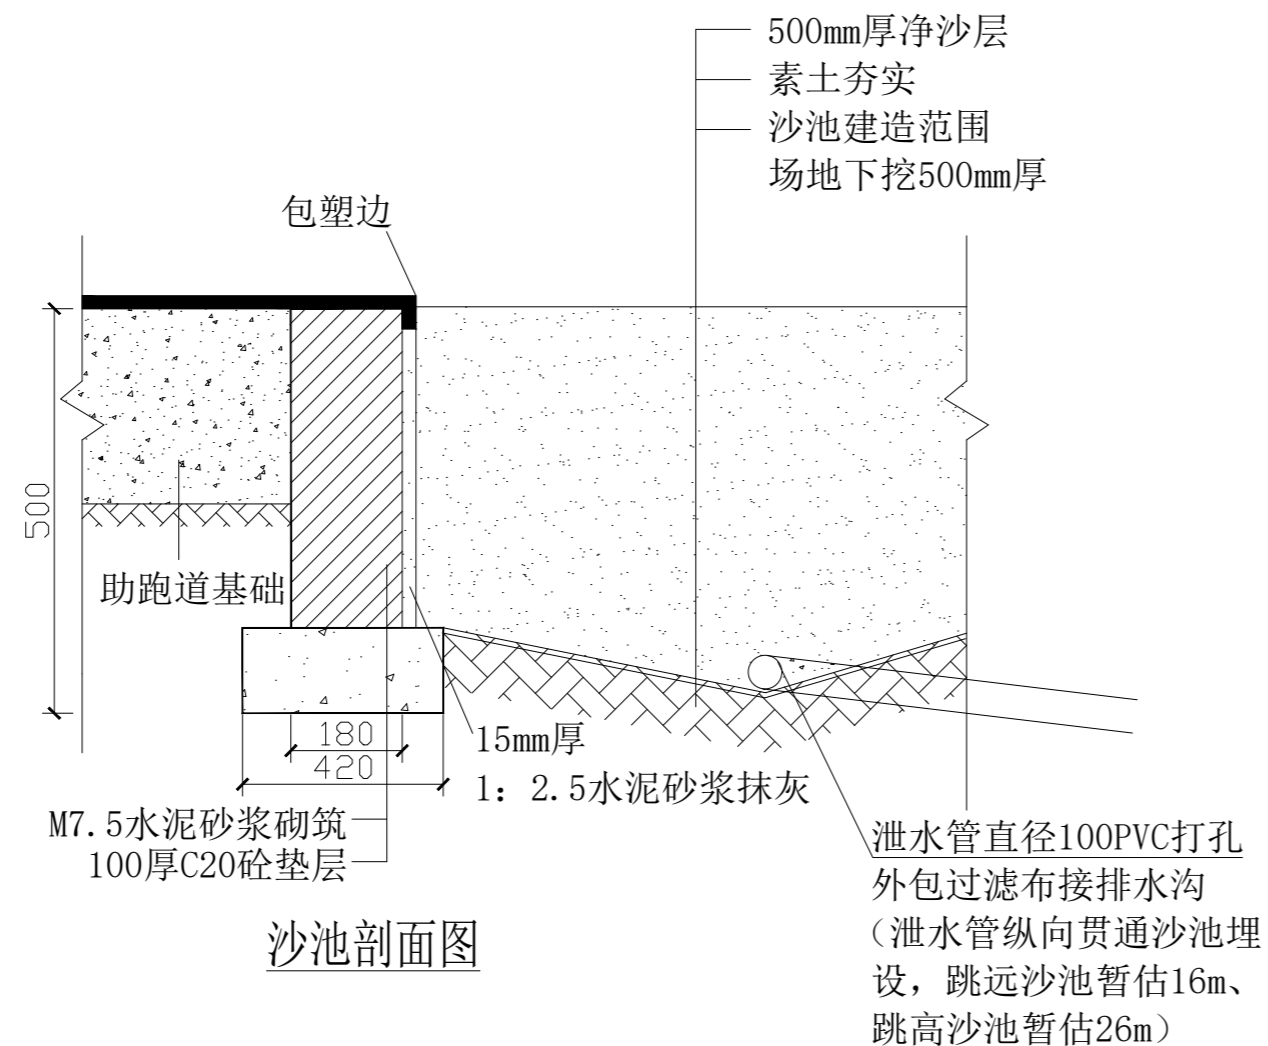 500mm厚净沙层
素土夯实
沙池建造范围
场地下挖500mm厚
包塑边
500
助跑道基础
180
420
15mm厚
1：2.5水泥砂浆抹灰
M7.5水泥砂浆砌筑
100厚C20砼垫层
泄水管直径100PVC打孔
外包过滤布接排水沟
（泄水管纵向贯通沙池埋
设，跳远沙池暂估16m、
跳高沙池暂估26m）
沙池剖面图